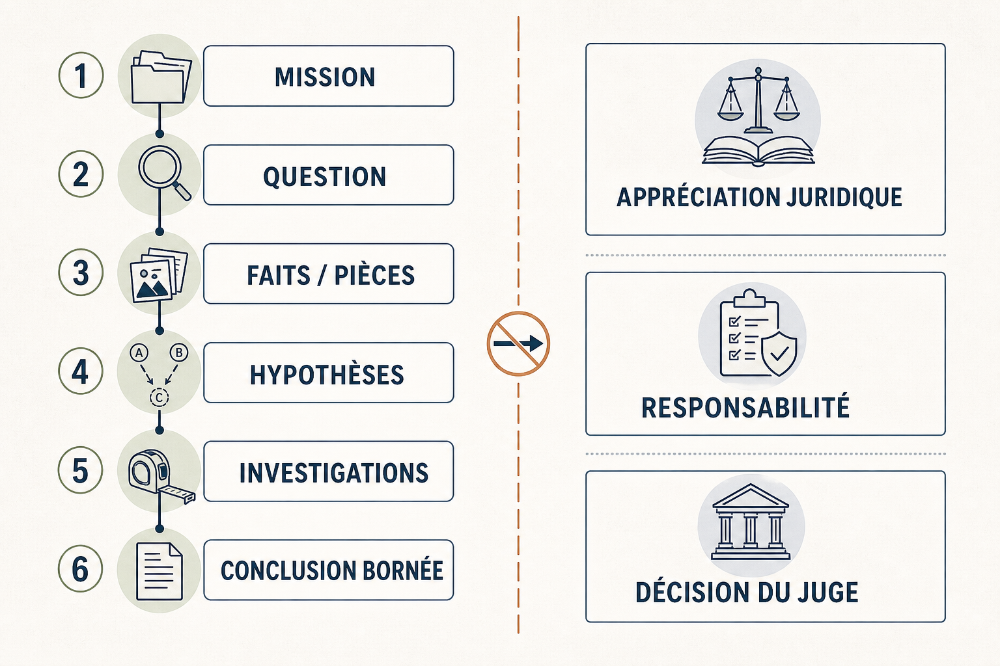 1
MISSION
2
QUESTION
3
FAITS / PIÈCES
4
A
B
C
HYPOTHÈSES
5
INVESTIGATIONS
6
CONCLUSION BORNÉE
APPRÉCIATION JURIDIQUE
RESPONSABILITÉ
DÉCISION DU JUGE